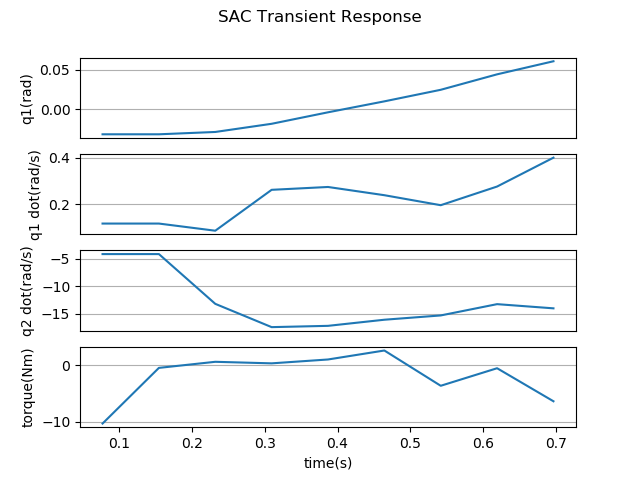 SAC Transient Response
q1(rad)
0.05
0.00
q1 dot(rad/s)
0.4
0.2
q2 dot(rad/s)
−5
−10
−15
torque(Nm)
0
−10
0.1 0.2 0.3 0.4 0.5 0.6 0.7
time(s)